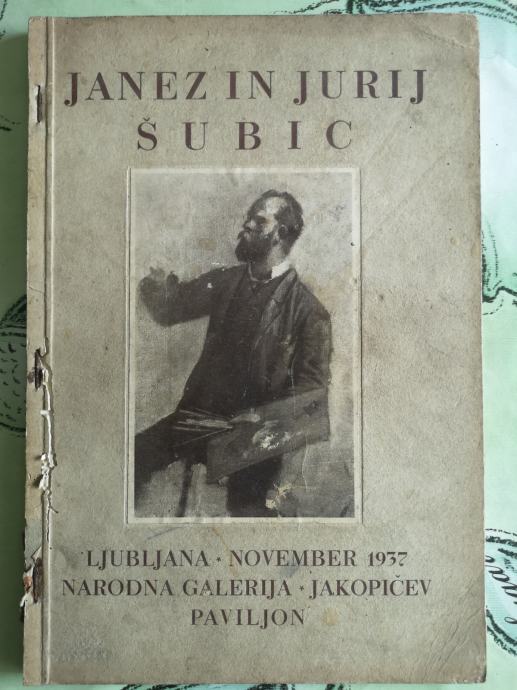 JANEZ IN JURIJ
ŠUBIC
LJUBLJANA · NOVEMBER 1937
NARODNA GALERIJA · JAKOPIČEV
PAVILJON